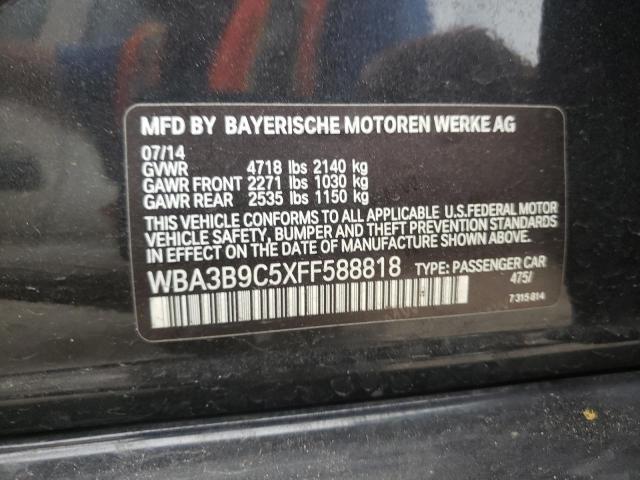 MFD BY BAYERISCHE MOTOREN WERKE AG
07/14
GVWR 4718 lbs 2140 kg
GAWR FRONT 2271 lbs 1030 kg
GAWR REAR 2535 lbs 1150 kg
THIS VEHICLE CONFORMS TO ALL APPLICABLE U.S.FEDERAL MOTOR
VEHICLE SAFETY, BUMPER AND THEFT PREVENTION STANDARDS
IN EFFECT ON THE DATE OF MANUFACTURE SHOWN ABOVE.
WBA3B9C5XFF588818 TYPE: PASSENGER CAR
475/
7315814